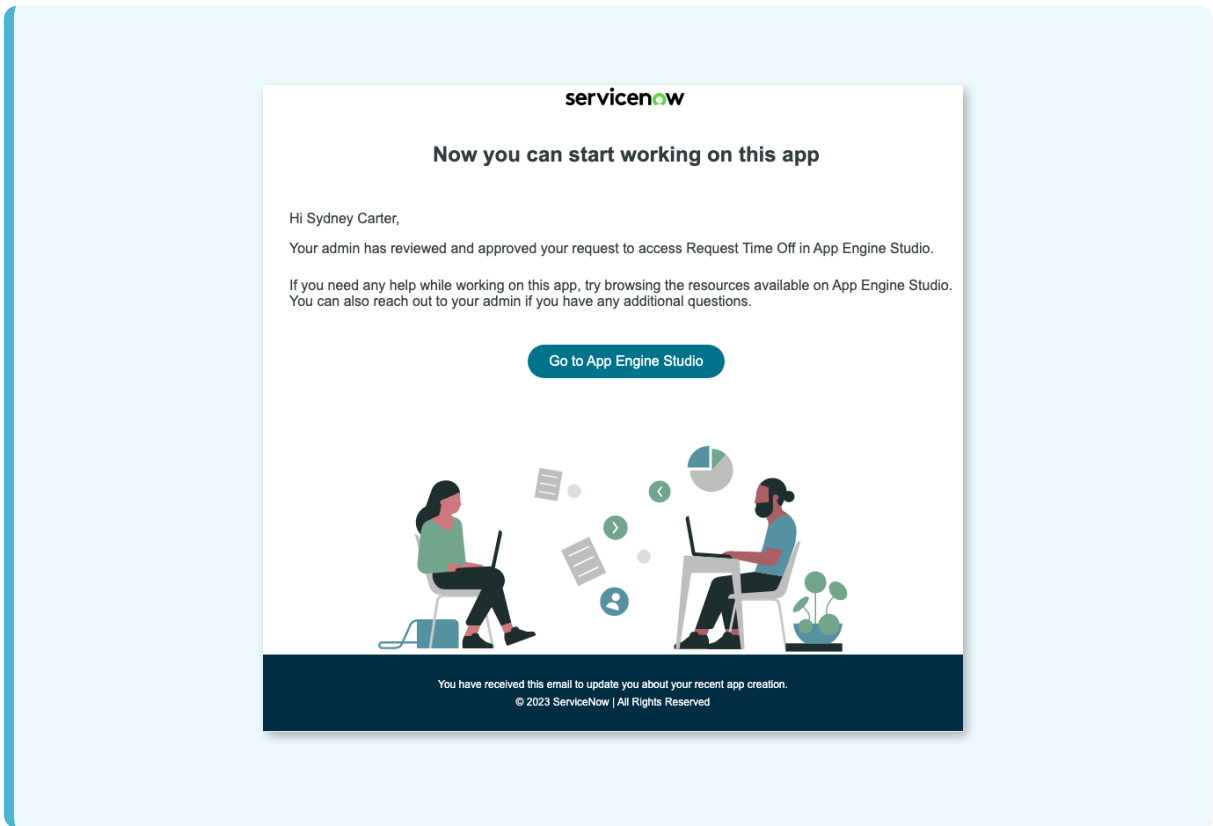 servicenow
Now you can start working on this app
Hi Sydney Carter,
Your admin has reviewed and approved your request to access Request Time Off in App Engine Studio.
If you need any help while working on this app, try browsing the resources available on App Engine Studio.
You can also reach out to your admin if you have any additional questions.
Go to App Engine Studio
You have received this email to update you about your recent app creation.
© 2023 ServiceNow | All Rights Reserved